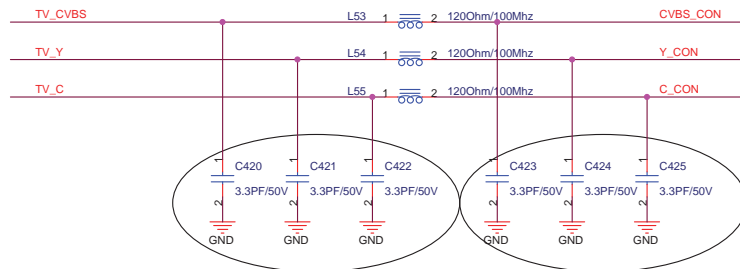 TV_CVBS L53 1 2 120Ohm/100Mhz CVBS_CON
TV_Y L54 1 2 120Ohm/100Mhz Y_CON
TV_C L55 1 2 120Ohm/100Mhz C_CON
1 C420 1 C421 1 C422 1 C423 1 C424 1 C425
3.3PF/50V 3.3PF/50V 3.3PF/50V 3.3PF/50V 3.3PF/50V 3.3PF/50V
2 2 2 2 2 2
GND GND GND GND GND GND